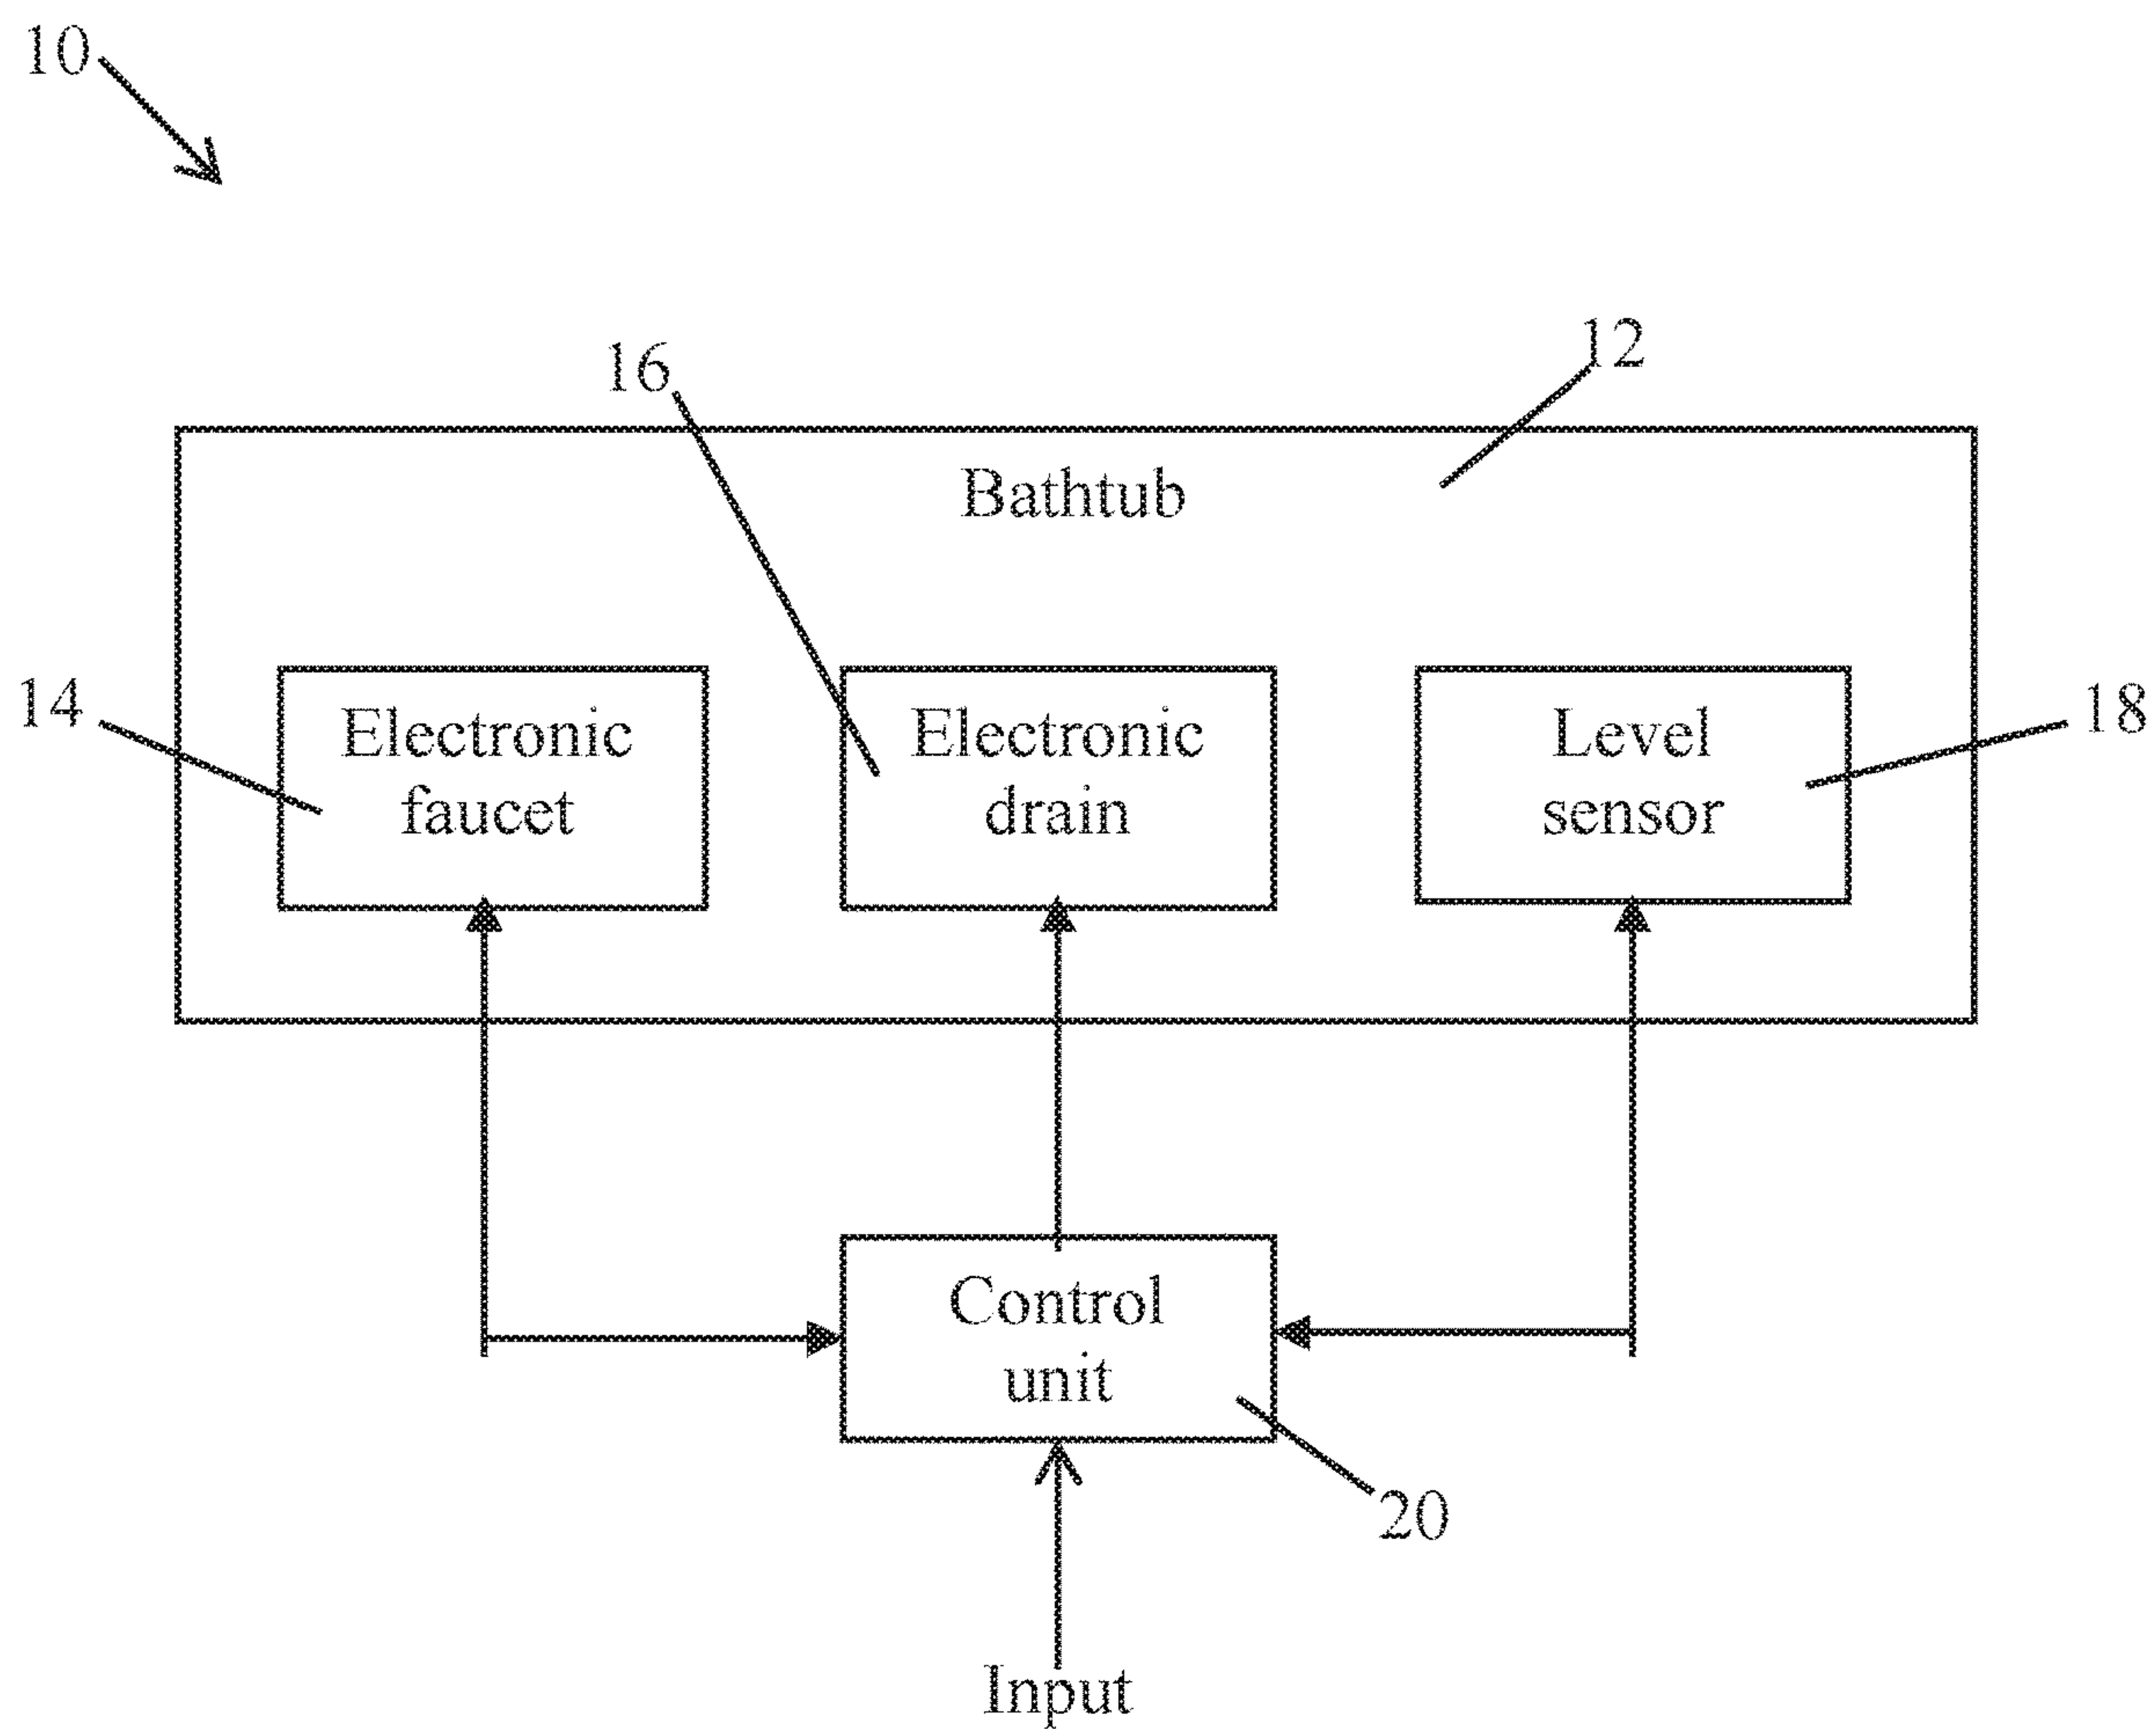 10
12
16
Bathtub
14
Electronic
faucet
Electronic
drain
Level
sensor
18
Control
unit
20
Input